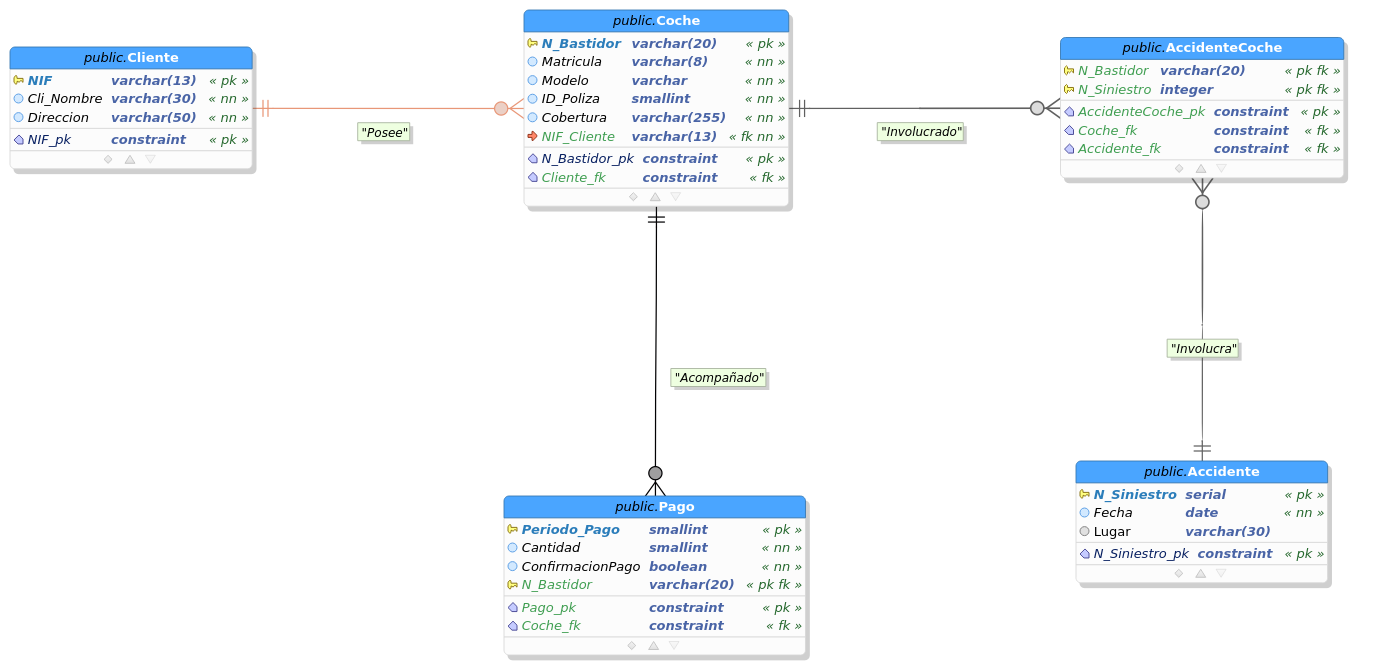 public.Cliente
NIF varchar(13) « pk »
Cli_Nombre varchar(30) « nn »
Direccion varchar(50) « nn »
NIF_pk constraint « pk »
"Posee"
public.Coche
N_Bastidor varchar(20) « pk »
Matricula varchar(8) « nn »
Modelo varchar « nn »
ID_Poliza smallint « nn »
Cobertura varchar(255) « nn »
NIF_Cliente varchar(13) « fk nn »
N_Bastidor_pk constraint « pk »
Cliente_fk constraint « fk »
"Involucrado"
public.AccidenteCoche
N_Bastidor varchar(20) « pk fk »
N_Siniestro integer « pk fk »
AccidenteCoche_pk constraint « pk »
Coche_fk constraint « fk »
Accidente_fk constraint « fk »
"Involucra"
"Acompañado"
public.Pago
Periodo_Pago smallint « pk »
Cantidad smallint « nn »
ConfirmacionPago boolean « nn »
N_Bastidor varchar(20) « pk fk »
Pago_pk constraint « pk »
Coche_fk constraint « fk »
public.Accidente
N_Siniestro serial « pk »
Fecha date « nn »
Lugar varchar(30)
N_Siniestro_pk constraint « pk »